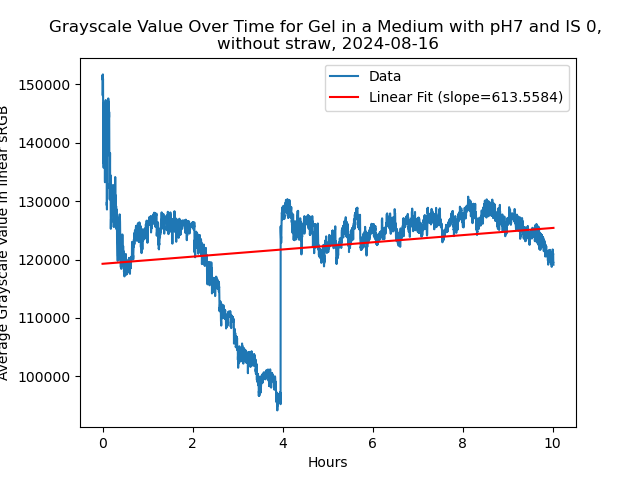 Grayscale Value Over Time for Gel in a Medium with pH7 and IS 0,
without straw, 2024-08-16
Data
Linear Fit (slope=613.5584)
150000
140000
130000
120000
110000
100000
Average Grayscale Value in linear sRGB
0 2 4 6 8 10
Hours